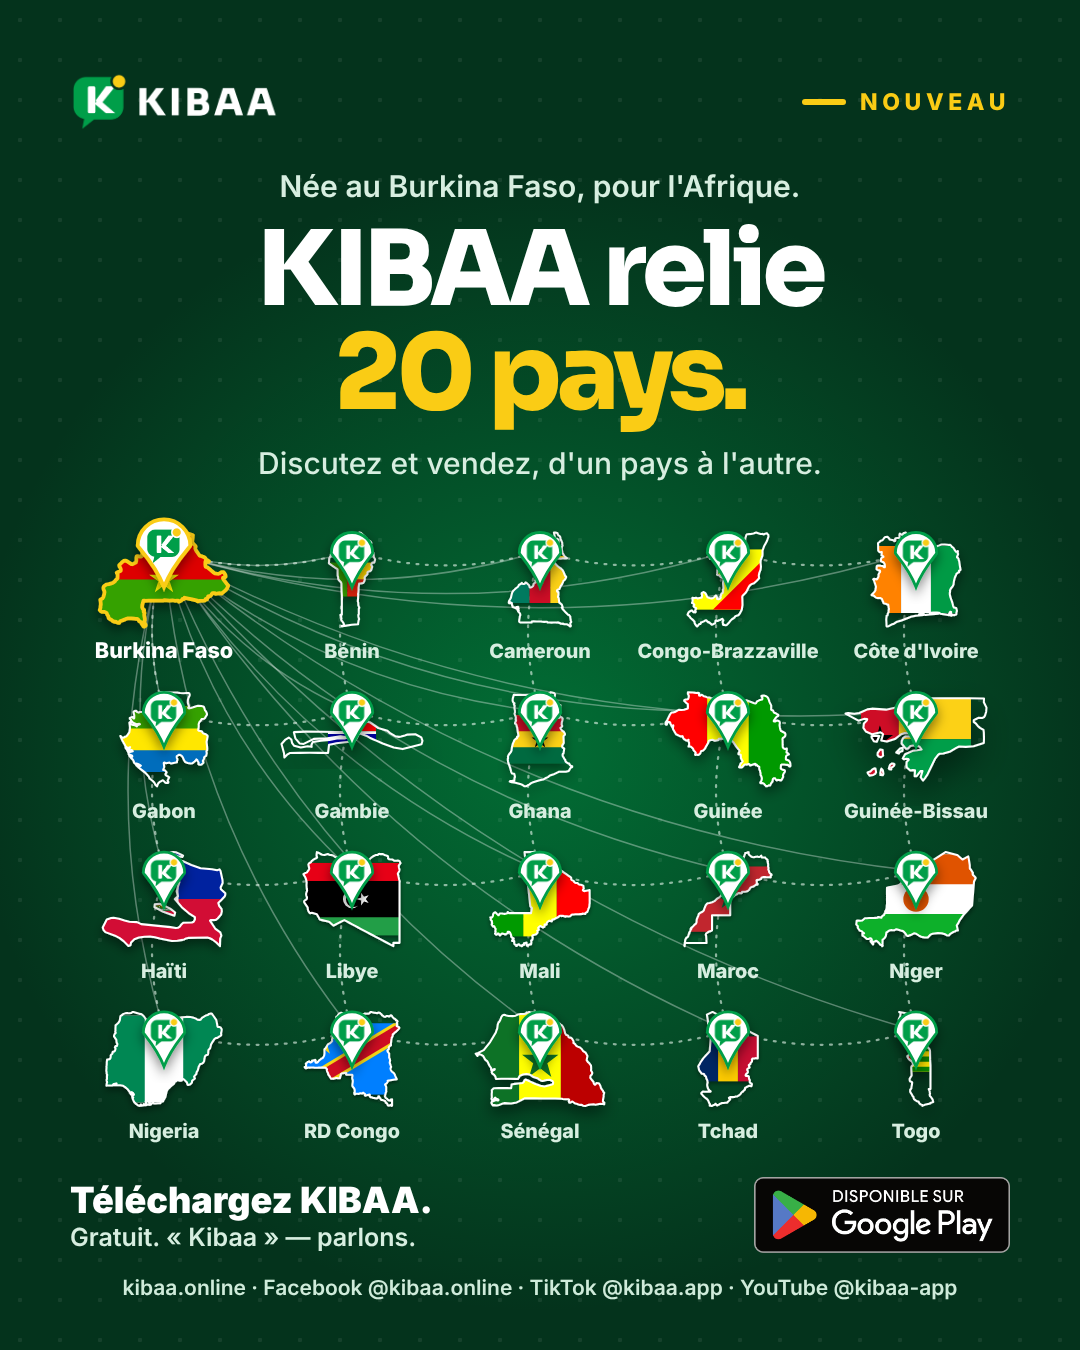 KIBAA
NOUVEAU
Née au Burkina Faso, pour l'Afrique.
KIBAA relie
20 pays.
Discutez et vendez, d'un pays à l'autre.
Burkina Faso
Bénin
Cameroun
Congo-Brazzaville
Côte d'Ivoire
Gabon
Gambie
Ghana
Guinée
Guinée-Bissau
Haïti
Libye
Mali
Maroc
Niger
Nigeria
RD Congo
Sénégal
Tchad
Togo
Téléchargez KIBAA.
Gratuit. « Kibaa » — parlons.
DISPONIBLE SUR
Google Play
kibaa.online · Facebook @kibaa.online · TikTok @kibaa.app · YouTube @kibaa-app